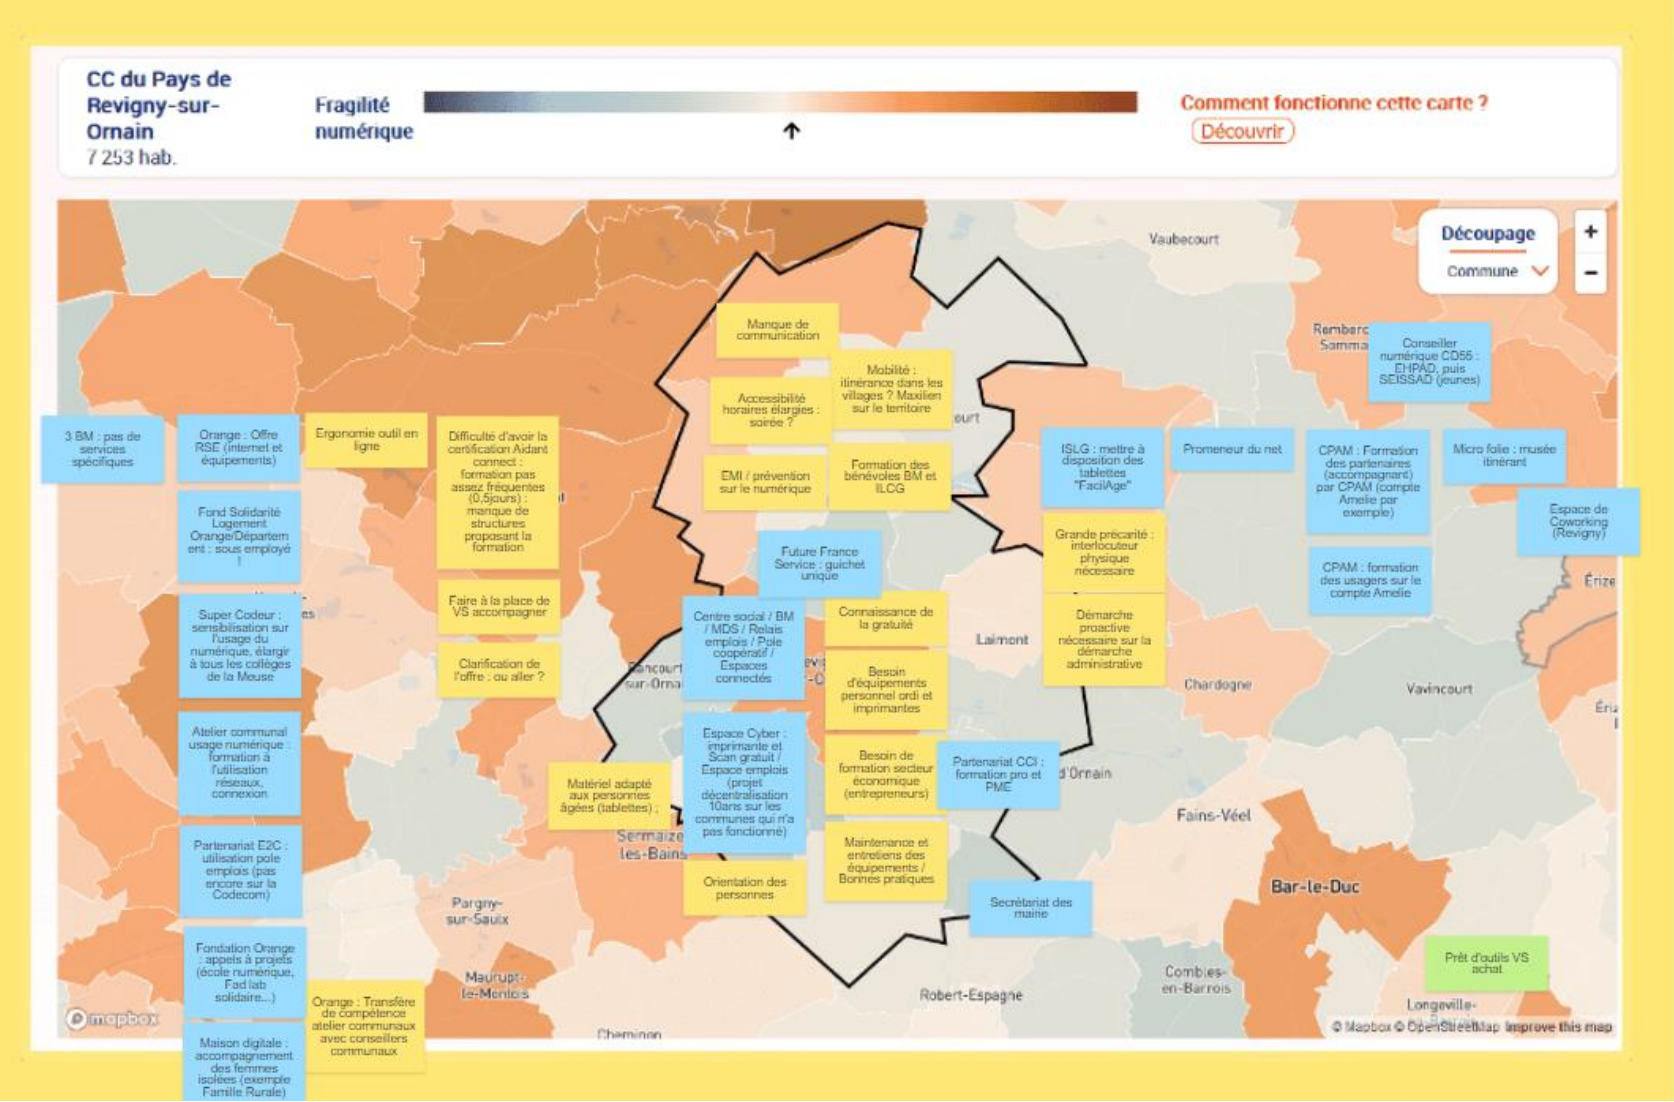 CC du Pays de
Revigny-sur-
Ornain
7 253 hab.
Fragilité
numérique
Comment fonctionne cette carte ?
Découvrir
Découpage
Commune
+
-
Vaubecourt
Manque de
communication
Mobilité :
itinérance dans les
villages ? Maxilien
sur le territoire
Accessibilité
horaires élargies :
soirée ?
EMI / prévention
sur le numérique
Formation des
bénévoles BM et
ILCG
court
Conseiller
numérique CD55 :
EHPAD, puis
SEISSAD (jeunes)
Remberc
Somma
3 BM : pas de
services
spécifiques
Orange : Offre
RSE (internet et
équipements)
Ergonomie outil en
ligne
Difficulté d'avoir la
certification Aidant
connect :
formation pas
assez fréquentes
(0,5jours) :
manque de
structures
proposant la
formation
Fond Solidarité
Logement
Orange/Départem
ent : sous employé
!
Faire à la place de
VS accompagner
Clarification de
l'offre : ou aller ?
Super Codeur :
sensibilisation sur
l'usage du
numérique, élargir
à tous les collèges
de la Meuse
Atelier communal
usage numérique :
formation à
l'utilisation
réseaux,
connexion
Partenariat E2C :
utilisation pole
emplois (pas
encore sur la
Codecom)
Fondation Orange
: appels à projets
(école numérique,
Fad lab
solidaire...)
Orange : Transfère
de compétence
atelier communaux
avec conseillers
communaux
Maison digitale :
accompagnement
des femmes
isolées (exemple
Famille Rurale)
ISLG : mettre à
disposition des
tablettes
"FacilAge"
Promeneur du net
CPAM : Formation
des partenaires
(accompagnant)
par CPAM (compte
Amelie par
exemple)
Micro folie : musée
itinérant
Espace de
Coworking
(Revigny)
CPAM : formation
des usagers sur le
compte Amelie
Grande précarité :
interlocuteur
physique
nécessaire
Démarche
proactive
nécessaire sur la
démarche
administrative
Future France
Service : guichet
unique
Centre social / BM
/ MDS / Relais
emplois / Pole
coopératif /
Espaces
connectés
Connaissance de
la gratuité
Besoin
d'équipements
personnel ordi et
imprimantes
Espace Cyber :
imprimante et
Scan gratuit /
Espace emplois
(projet
décentralisation
10ans sur les
communes qui n'a
pas fonctionné)
Besoin de
formation secteur
économique
(entrepreneurs)
Partenariat CCI :
formation pro et
PME
Matériel adapté
aux personnes
âgées (tablettes) ;
Maintenance et
entretiens des
équipements /
Bonnes pratiques
Orientation des
personnes
Secrétariat des
mairie
Prêt d'outils VS
achat
Laimont
Chardogne
Vavincourt
Érize
sur-Orna
d'Ornain
Fains-Véel
Sermaize
les-Bains
Bar-le-Duc
Pargny-
sur-Saulx
Maurupt-
le-Montois
Cheminon
Robert-Espagne
Combles-
en-Barrois
Longeville-
mapbox
© Mapbox © OpenStreetMap Improve this map